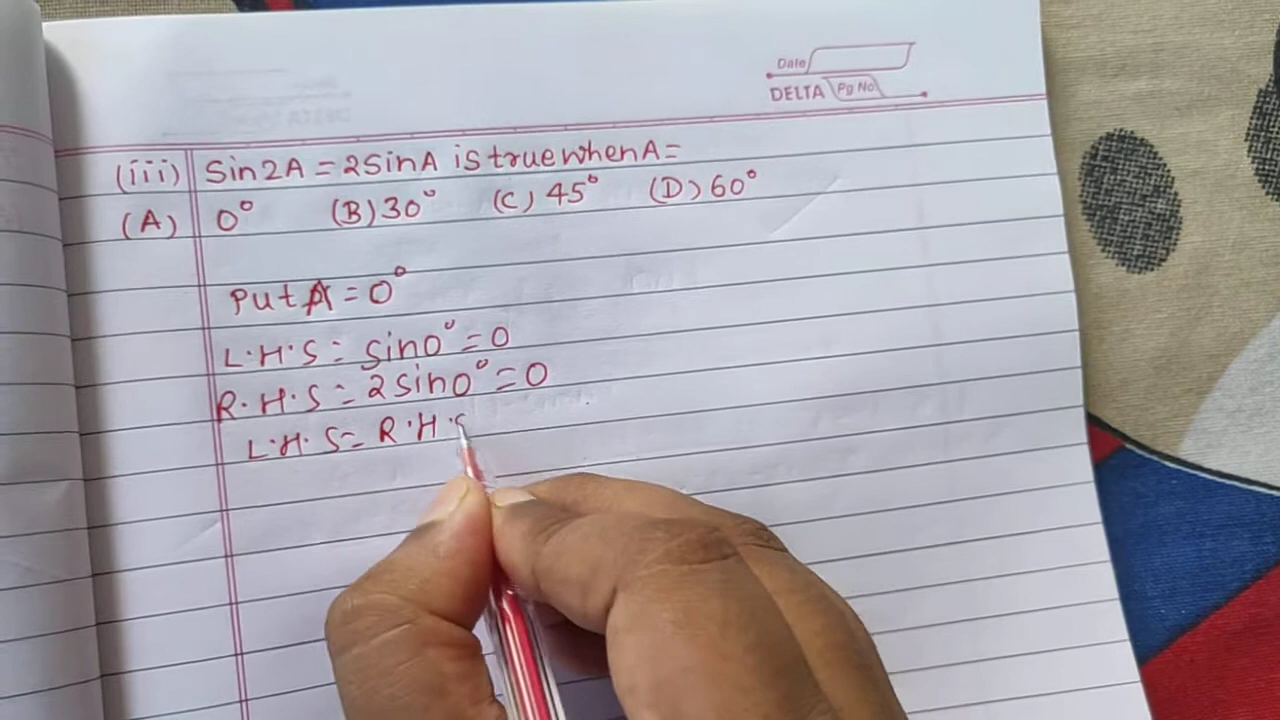 Date
DELTA Pg No.
(iii) Sin2A = 2SinA is true when A =
(A) 0° (B) 30° (C) 45° (D) 60°
Put A = 0°
L.H.S = sin0° = 0
R.H.S = 2sin0° = 0
L.H.S = R.H.S